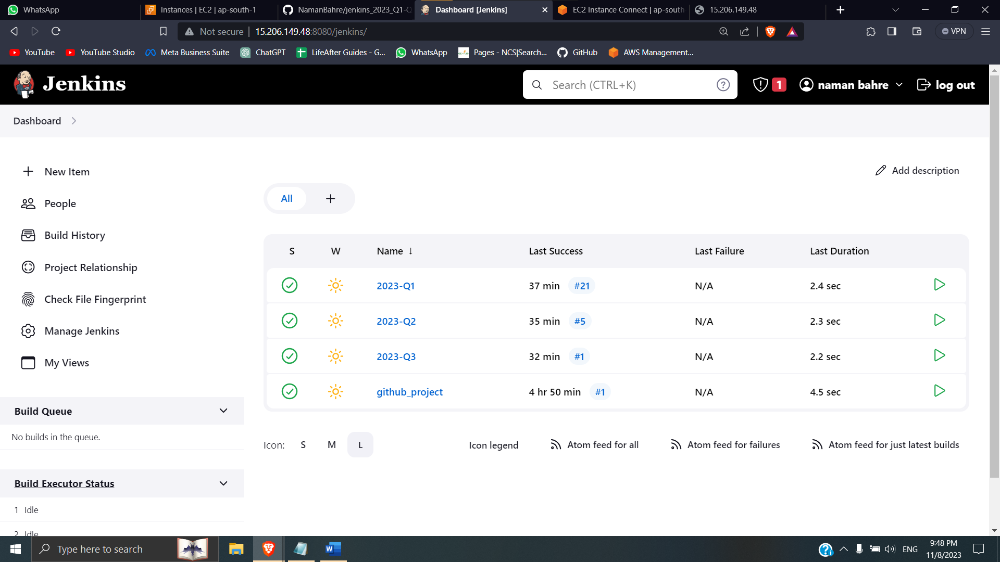 WhatsApp
Instances | EC2 | ap-south-1
NamanBahre/jenkins_2023_Q1-Q
Dashboard [Jenkins]
EC2 Instance Connect | ap-south-
15.206.149.48
Not secure
15.206.149.48:8080/jenkins/
VPN
YouTube
YouTube Studio
Meta Business Suite
ChatGPT
LifeAfter Guides - G...
WhatsApp
Pages - NCS|Search...
GitHub
AWS Management...
Jenkins
Search (CTRL+K)
1
naman bahre
log out
Dashboard
New Item
People
Build History
Project Relationship
Check File Fingerprint
Manage Jenkins
My Views
Build Queue
No builds in the queue.
Build Executor Status
1 Idle
2 Idle
Add description
All +
S W Name ↓ Last Success Last Failure Last Duration
2023-Q1 37 min #21 N/A 2.4 sec
2023-Q2 35 min #5 N/A 2.3 sec
2023-Q3 32 min #1 N/A 2.2 sec
github_project 4 hr 50 min #1 N/A 4.5 sec
Icon: S M L
Icon legend
Atom feed for all
Atom feed for failures
Atom feed for just latest builds
Type here to search
ENG
9:48 PM
11/8/2023